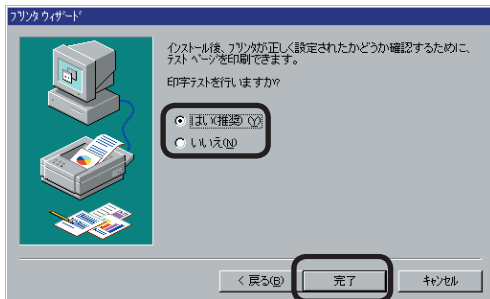 プリンタ ウィザード
インストール後、プリンタが正しく設定されたかどうか確認するために、
テスト ページを印刷できます。
印字テストを行いますか?
はい(推奨)(Y)
いいえ(N)
< 戻る(B)
完了
キャンセル